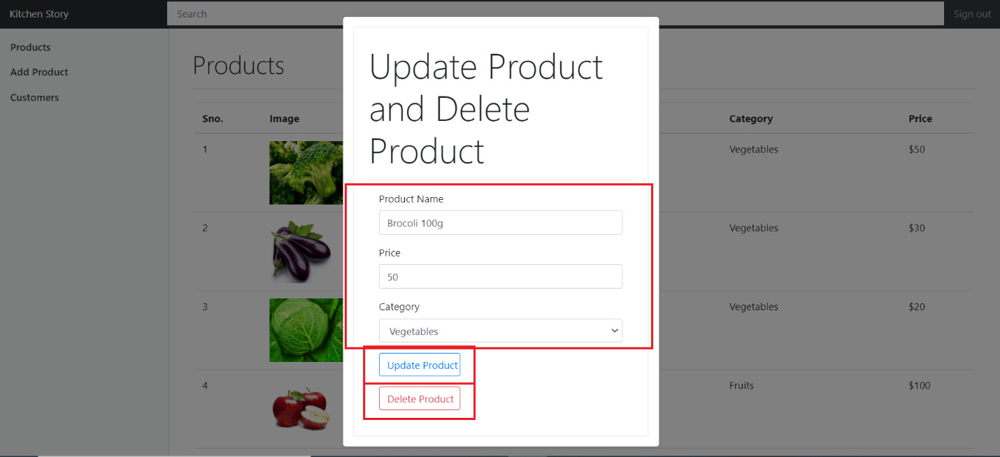 Kitchen Story
Search
Sign out
Products
Add Product
Customers
Products
Sno. Image Category Price
1 Vegetables $50
2 Vegetables $30
3 Vegetables $20
4 Fruits $100
Update Product
and Delete
Product
Product Name
Brocoli 100g
Price
50
Category
Vegetables
Update Product
Delete Product